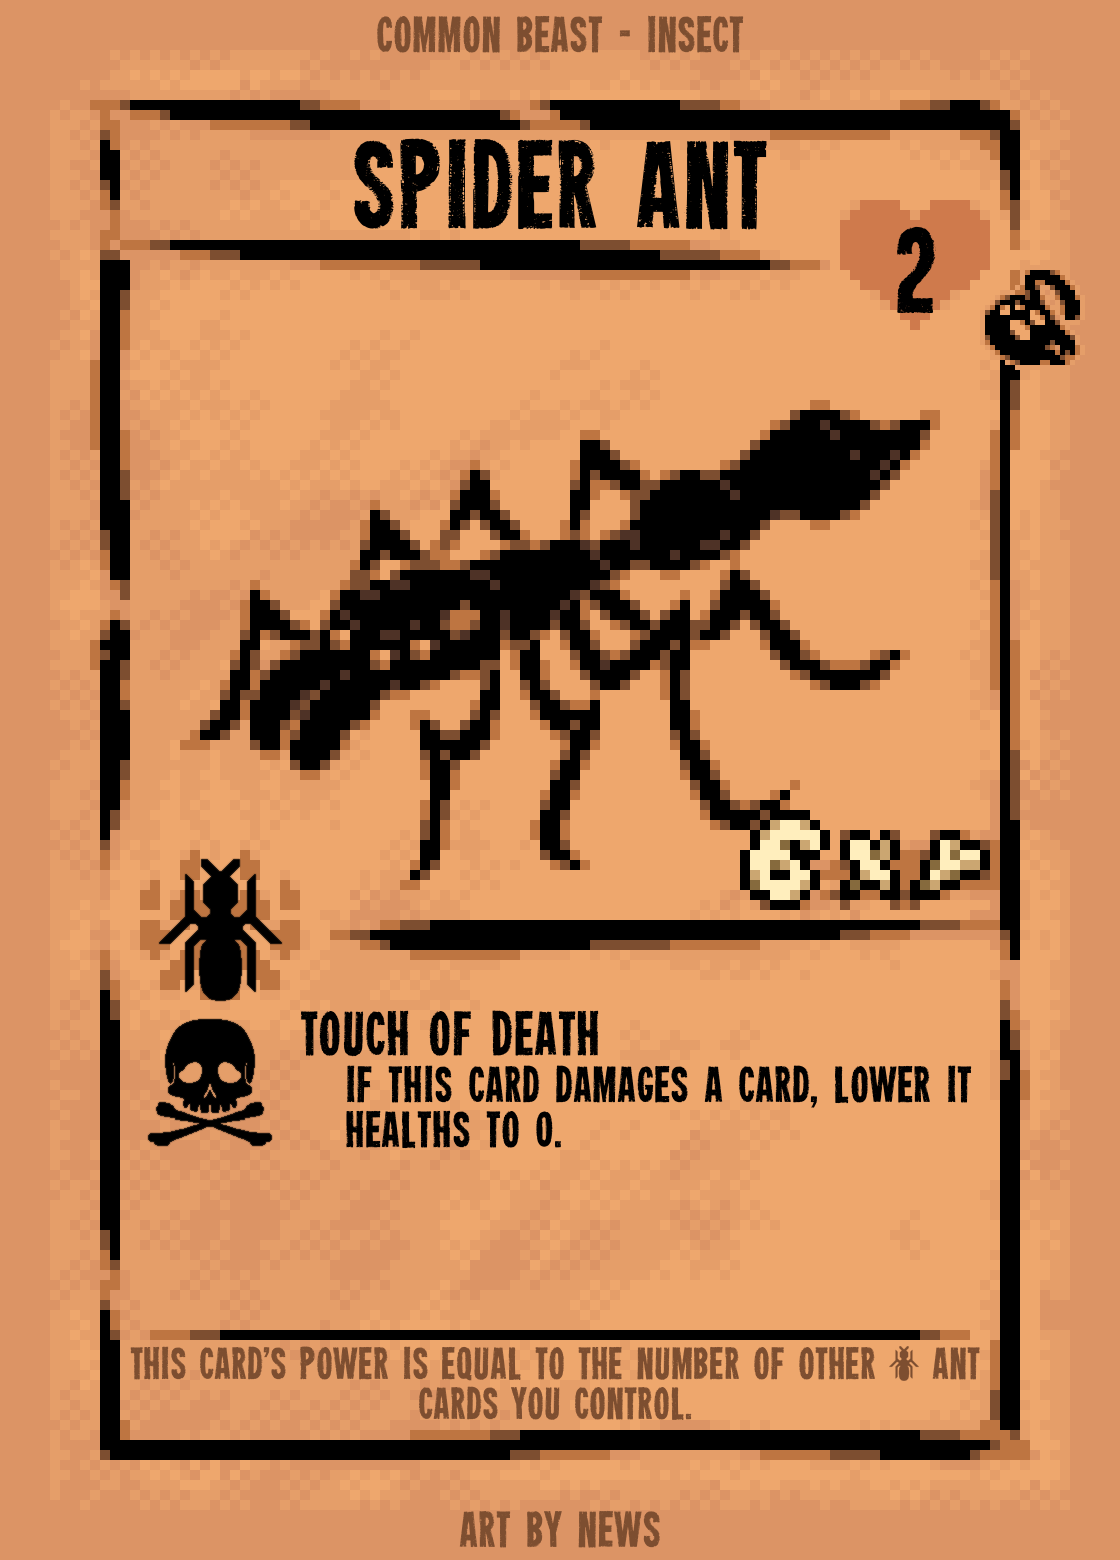 COMMON BEAST - INSECT
SPIDER ANT
2
6 X
TOUCH OF DEATH
IF THIS CARD DAMAGES A CARD, LOWER IT
HEALTHS TO 0.
THIS CARD'S POWER IS EQUAL TO THE NUMBER OF OTHER ANT
CARDS YOU CONTROL.
ART BY NEWS